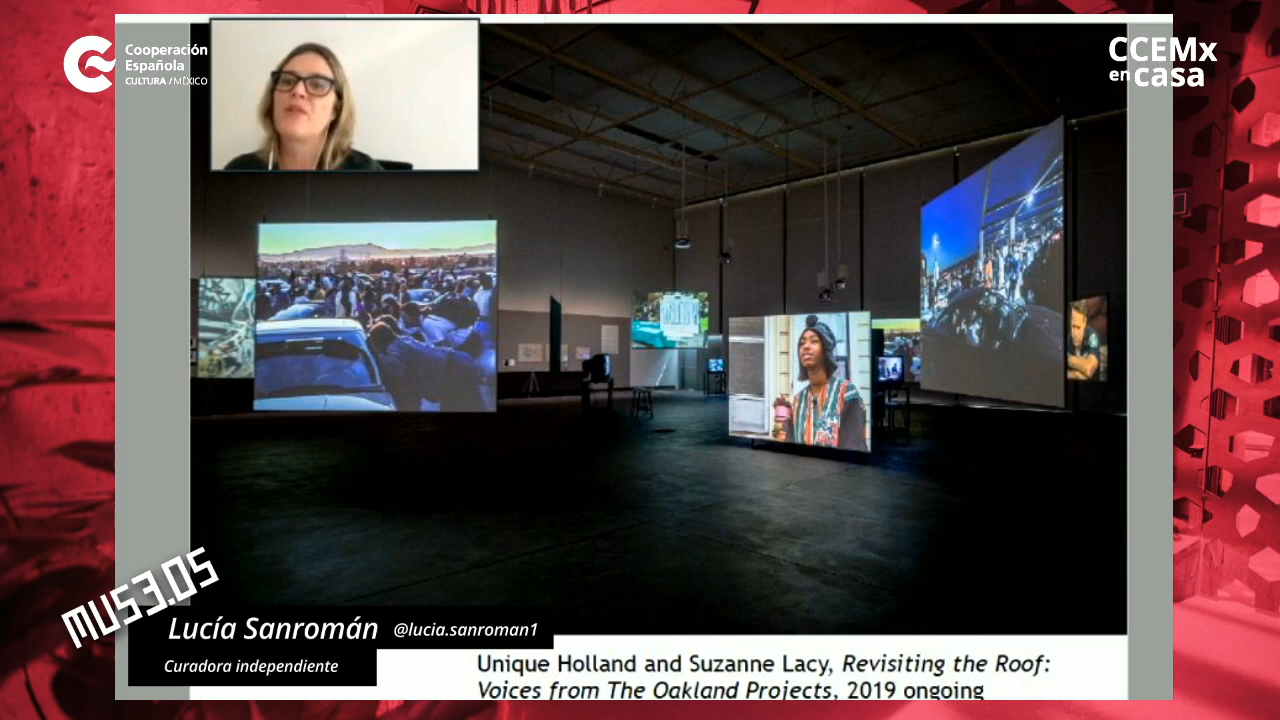 Cooperación
Española
CULTURA / MÉXICO
CCEMx
en casa
MUS3.OS
Lucía Sanromán @lucia.sanroman1
Curadora independiente
Unique Holland and Suzanne Lacy, Revisiting the Roof:
Voices from The Oakland Projects, 2019 ongoing